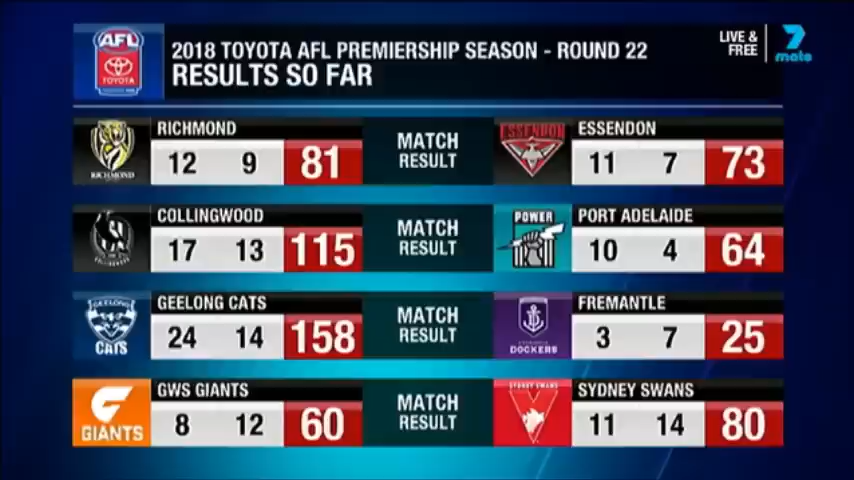 AFL
TOYOTA
2018 TOYOTA AFL PREMIERSHIP SEASON - ROUND 22
RESULTS SO FAR
LIVE &
FREE
7
mate
RICHMOND
RICHMOND
12 9 81
MATCH
RESULT
ESSENDON
ESSENDON
11 7 73
COLLINGWOOD
17 13 115
MATCH
RESULT
POWER
PORT ADELAIDE
10 4 64
GEELONG
CATS
GEELONG CATS
24 14 158
MATCH
RESULT
DOCKERS
FREMANTLE
3 7 25
G
GIANTS
GWS GIANTS
8 12 60
MATCH
RESULT
SYDNEY SWANS
SYDNEY SWANS
11 14 80